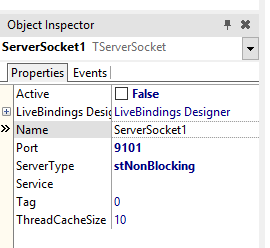 Object Inspector
ServerSocket1 TServerSocket
Properties Events
Active False
LiveBindings Desig LiveBindings Designer
Name ServerSocket1
Port 9101
ServerType stNonBlocking
Service
Tag 0
ThreadCacheSize 10